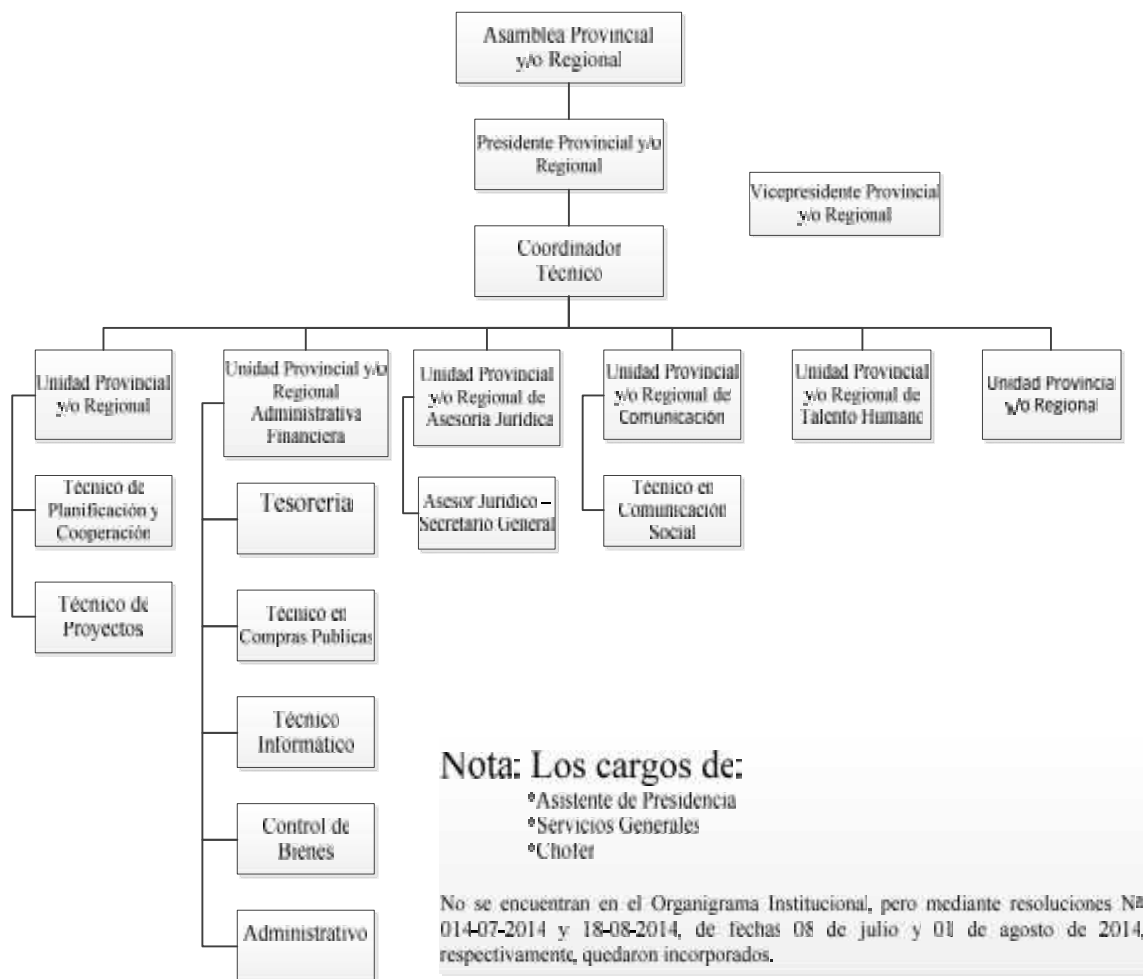 Asamblea Provincial
y/o Regional
Presidente Provincial y/o
Regional
Vicepresidente Provincial
y/o Regional
Coordinador
Técnico
Unidad Provincial
y/o Regional
Unidad Provincial y/o
Regional
Administrativa
Financiera
Unidad Provincial
y/o Regional de
Asesoria Jurídica
Unidad Provincial
y/o Regional de
Comunicación
Unidad Provincial
y/o Regional de
Talento Humano
Unidad Provincial
y/o Regional
Técnico de
Planificación y
Cooperación
Técnico de
Proyectos
Tesoreria
Técnico en
Compras Publicas
Técnico
Informático
Control de
Bienes
Administrativo
Asesor Jurídico –
Secretario General
Técnico en
Comunicación
Social
Nota: Los cargos de:
*Asistente de Presidencia
*Servicios Generales
*Chofer
No se encuentran en el Organigrama Institucional, pero mediante resoluciones Nª
014-07-2014 y 18-08-2014, de fechas 08 de julio y 01 de agosto de 2014,
respectivamente, quedaron incorporados.